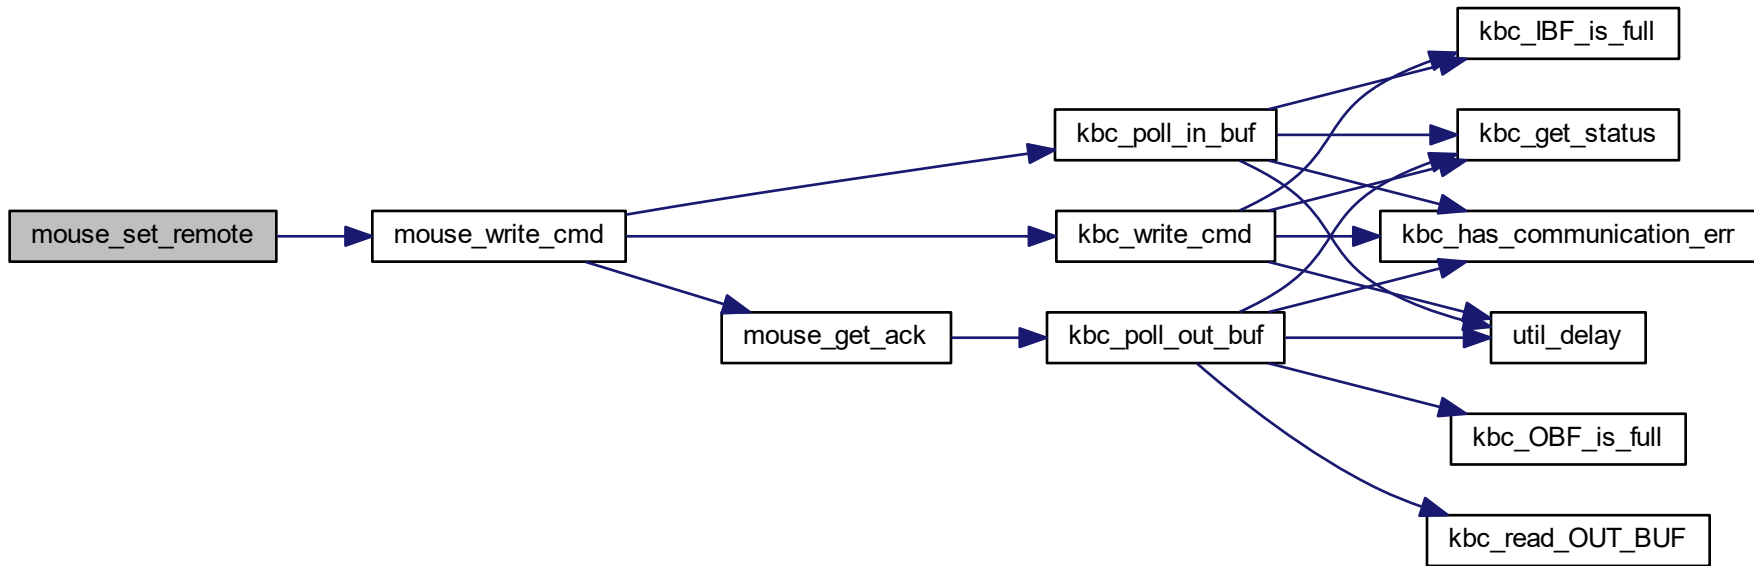 mouse_set_remote
mouse_write_cmd
mouse_get_ack
kbc_poll_in_buf
kbc_write_cmd
kbc_poll_out_buf
kbc_IBF_is_full
kbc_get_status
kbc_has_communication_err
util_delay
kbc_OBF_is_full
kbc_read_OUT_BUF